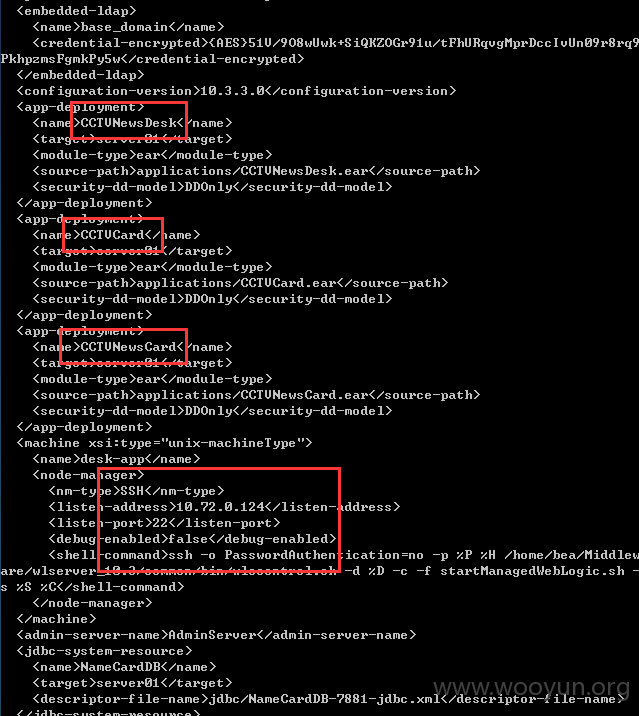 <embedded-ldap>
<name>base_domain</name>
<credential-encrypted>{AES}51V/9O8wUwk+SiQKZOGr91u/tFhURqvgMprDccIvUn09r8rq9
PkhpzmsFgmkPy5w</credential-encrypted>
</embedded-ldap>
<configuration-version>10.3.3.0</configuration-version>
<app-deployment>
<name>CCTVNewsDesk</name>
<target>server01</target>
<module-type>ear</module-type>
<source-path>applications/CCTVNewsDesk.ear</source-path>
<security-dd-model>DDOnly</security-dd-model>
</app-deployment>
<app-deployment>
<name>CCTVCard</name>
<target>server01</target>
<module-type>ear</module-type>
<source-path>applications/CCTVCard.ear</source-path>
<security-dd-model>DDOnly</security-dd-model>
</app-deployment>
<app-deployment>
<name>CCTVNewsCard</name>
<target>server01</target>
<module-type>ear</module-type>
<source-path>applications/CCTVNewsCard.ear</source-path>
<security-dd-model>DDOnly</security-dd-model>
</app-deployment>
<machine xsi:type="unix-machineType">
<name>desk-app</name>
<node-manager>
<nm-type>SSH</nm-type>
<listen-address>10.72.0.124</listen-address>
<listen-port>22</listen-port>
<debug-enabled>false</debug-enabled>
<shell-command>ssh -o PasswordAuthentication=no -p %P %H /home/bea/Middlew
are/wlserver_10.3/common/bin/wlscontrol.sh -d %D -c -f startManagedWebLogic.sh -
s %S %C</shell-command>
</node-manager>
</machine>
<admin-server-name>AdminServer</admin-server-name>
<jdbc-system-resource>
<name>NameCardDB</name>
<target>server01</target>
<descriptor-file-name>jdbc/NameCardDB-7881-jdbc.xml</descriptor-file-name>
</jdbc-system-resource>
www.wooyun.org